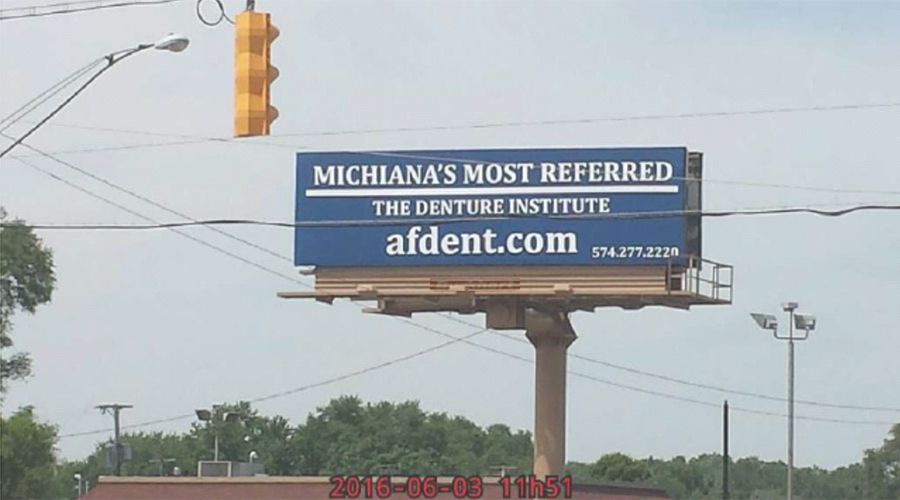 MICHIANA'S MOST REFERRED
THE DENTURE INSTITUTE
afdent.com
574.277.2220
2016-06-03 11h51